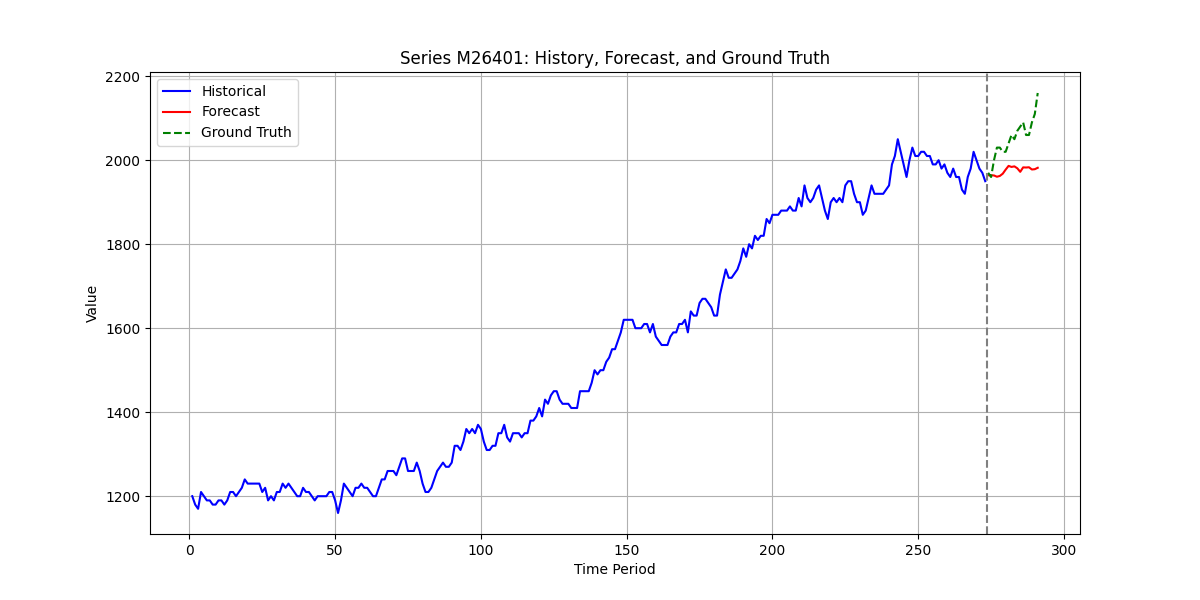 Series M26401: History, Forecast, and Ground Truth
Historical
Forecast
Ground Truth
2200
2000
1800
1600
1400
1200
Value
0 50 100 150 200 250 300
Time Period